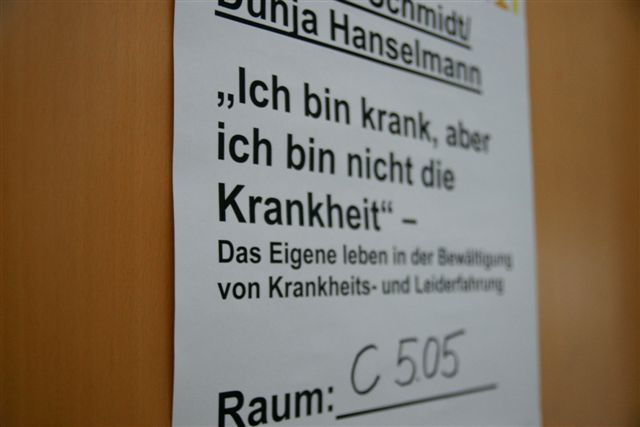 Schmidt/
Dunja Hanselmann
„Ich bin krank, aber
ich bin nicht die
Krankheit“ –
Das Eigene leben in der Bewältigung
von Krankheits- und Leiderfahrung
Raum: C 5.05